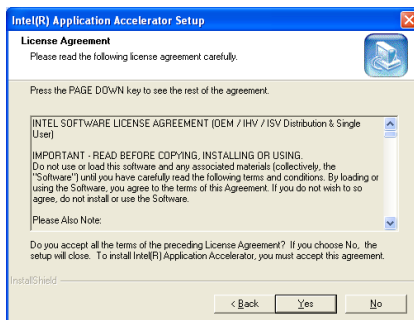 Intel(R) Application Accelerator Setup
License Agreement
Please read the following license agreement carefully.
Press the PAGE DOWN key to see the rest of the agreement.
INTEL SOFTWARE LICENSE AGREEMENT (OEM / IHV / ISV Distribution & Single
User)
IMPORTANT - READ BEFORE COPYING, INSTALLING OR USING.
Do not use or load this software and any associated materials (collectively, the
"Software") until you have carefully read the following terms and conditions. By loading or
using the Software, you agree to the terms of this Agreement. If you do not wish to so
agree, do not install or use the Software.
Please Also Note:
Do you accept all the terms of the preceding License Agreement? If you choose No, the
setup will close. To install Intel(R) Application Accelerator, you must accept this agreement.
InstallShield
< Back
Yes
No